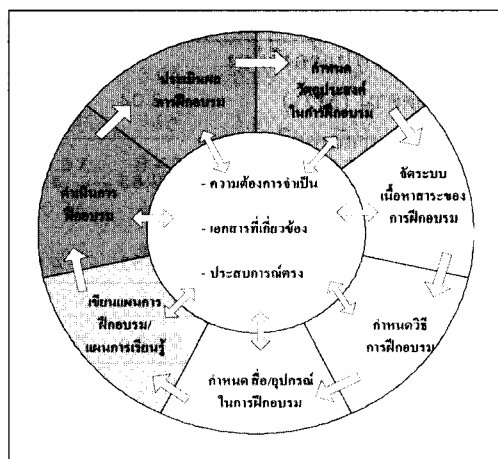 ประเมินผล
การฝึกอบรม
กำหนด
วัตถุประสงค์
ในการฝึกอบรม
จัดระบบ
เนื้อหาสาระของ
การฝึกอบรม
กำหนดวิธี
การฝึกอบรม
กำหนด สื่อ/อุปกรณ์
ในการฝึกอบรม
เขียนแผนการ
ฝึกอบรม/
แผนการเรียนรู้
ดำเนินการ
ฝึกอบรม
- ความต้องการจำเป็น
- เอกสารที่เกี่ยวข้อง
- ประสบการณ์ตรง